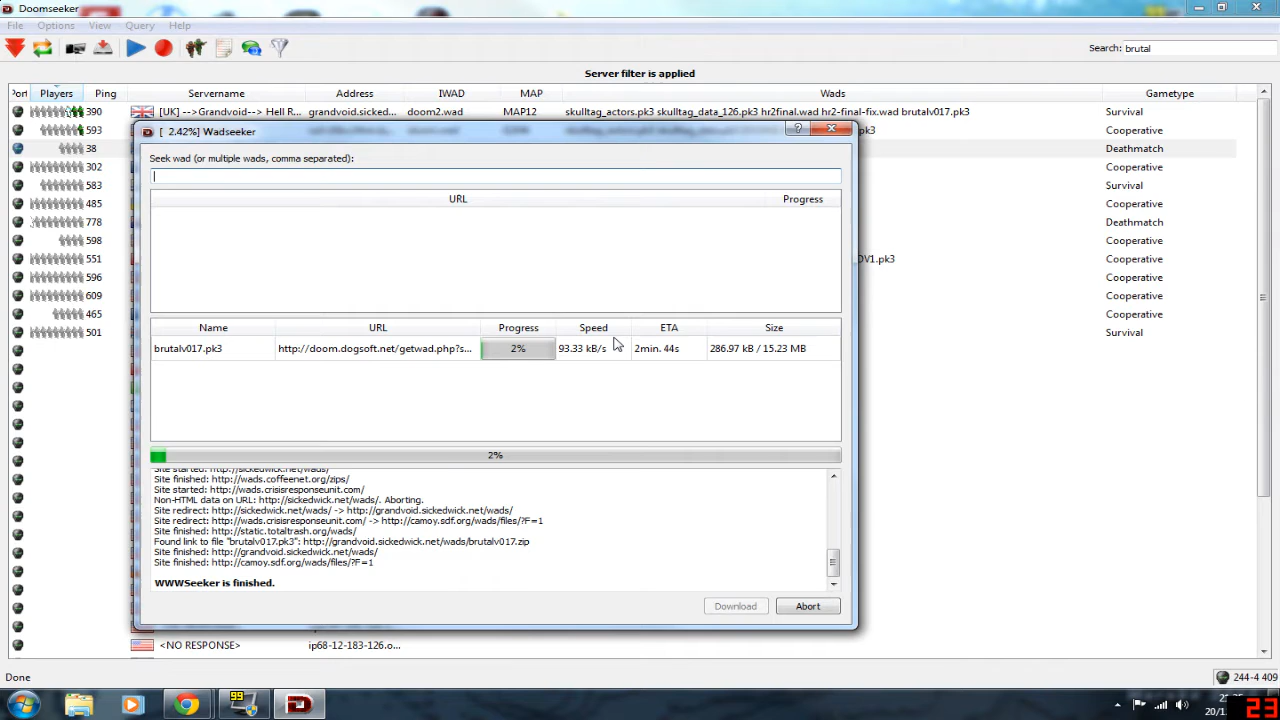 Doomseeker
File Options View Query Help
Search: brutal
Server filter is applied
Port Players Ping Servername Address IWAD MAP Wads Gametype
390 [UK] -->Grandvoid--> Hell R... grandvoid.sicked... doom2.wad MAP12 skulltag_actors.pk3 skulltag_data_126.pk3 hr2final.wad hr2-final-fix.wad brutalv017.pk3 Survival
593 Cooperative
38 Deathmatch
302 Cooperative
583 Survival
485 Cooperative
778 Deathmatch
598 Cooperative
551 DV1.pk3 Cooperative
596 Cooperative
609 Cooperative
465 Cooperative
501 Survival
[ 2.42%] Wadseeker
Seek wad (or multiple wads, comma separated):
URL Progress
Name URL Progress Speed ETA Size
brutalv017.pk3 http://doom.dogsoft.net/getwad.php?s... 2% 93.33 kB/s 2min. 44s 286.97 kB / 15.23 MB
2%
Site started: http://sickedwick.net/wads/
Site finished: http://wads.coffeenet.org/zips/
Site started: http://wads.crisisresponseunit.com/
Non-HTML data on URL: http://sickedwick.net/wads/. Aborting.
Site redirect: http://sickedwick.net/wads/ -> http://grandvoid.sickedwick.net/wads/
Site redirect: http://wads.crisisresponseunit.com/ -> http://camoy.sdf.org/wads/files/?F=1
Site finished: http://static.totaltrash.org/wads/
Found link to file "brutalv017.pk3": http://grandvoid.sickedwick.net/wads/brutalv017.zip
Site finished: http://grandvoid.sickedwick.net/wads/
Site finished: http://camoy.sdf.org/wads/files/?F=1
WWWSeeker is finished.
Download Abort
<NO RESPONSE> ip68-12-183-126.o...
Done 244-4 409
99
20/1
23